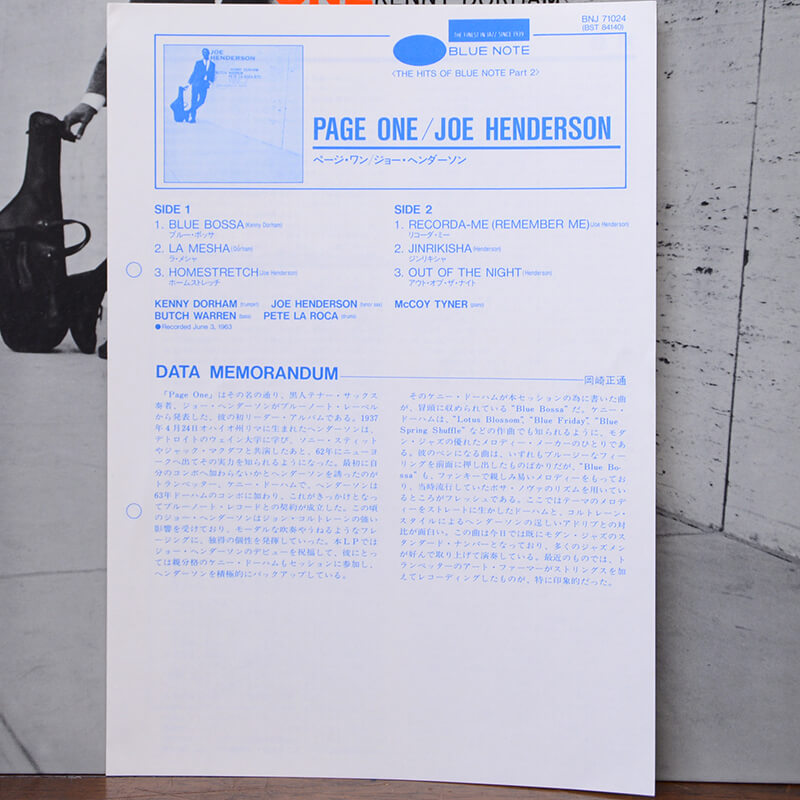 ONE KENNY DORHAM
BNJ 71024
(BST 84140)
THE FINEST IN JAZZ SINCE 1939
BLUE NOTE
〈THE HITS OF BLUE NOTE Part 2〉
JOE
HENDERSON
KENNY DORHAM
BUTCH WARREN
PETE LA ROCA
PAGE ONE/JOE HENDERSON
ページ・ワン/ジョー・ヘンダーソン
SIDE 1
1. BLUE BOSSA (Kenny Dorham)
ブルー・ボッサ
2. LA MESHA (Dorham)
ラ・メシャ
3. HOMESTRETCH (Joe Henderson)
ホームストレッチ
SIDE 2
1. RECORDA-ME (REMEMBER ME) (Joe Henderson)
リコーダ・ミー
2. JINRIKISHA (Henderson)
ジンリキシャ
3. OUT OF THE NIGHT (Henderson)
アウト・オブ・ザ・ナイト
KENNY DORHAM (trumpet) JOE HENDERSON (tenor sax) McCOY TYNER (piano)
BUTCH WARREN (bass) PETE LA ROCA (drums)
●Recorded June 3, 1963
DATA MEMORANDUM
岡崎正通
「Page One」はその名の通り、黒人テナー・サックス
奏者、ジョー・ヘンダーソンがブルーノート・レーベル
から発表した、彼の初リーダー・アルバムである。1937
年4月24日オハイオ州リマに生まれたヘンダーソンは、
デトロイトのウェイン大学に学び、ソニー・スティット
やジャック・マクダフと共演したあと、62年にニューヨ
ークへ出てその実力を知られるようになった。最初に自
分のコンボへ加わらないかとヘンダーソンを誘ったのが
トランペッター、ケニー・ドーハムで、ヘンダーソンは
63年ドーハムのコンボに加わり、これがきっかけとなっ
てブルーノート・レコードとの契約が成立した。この頃
のジョー・ヘンダーソンはジョン・コルトレーンの強い
影響を受けており、モーダルな吹奏やうねるようなフレ
ージングに、独得の個性を発揮していった。本LPでは
ジョー・ヘンダーソンのデビューを祝福して、彼にとっ
ては親分格のケニー・ドーハムもセッションに参加し、
ヘンダーソンを積極的にバックアップしている。
そのケニー・ドーハムが本セッションの為に書いた曲
が、冒頭に収められている“Blue Bossa”だ。ケニー・
ドーハムは、“Lotus Blossom”, “Blue Friday”, “Blue
Spring Shuffle”などの作曲でも知られるように、モダ
ン・ジャズの優れたメロディー・メーカーのひとりであ
る。彼のペンになる曲は、いずれもブルージーなフィー
リングを前面に押し出したものばかりだが、“Blue Bo-
ssa”も、ファンキーで親しみ易いメロディーをもってお
り、当時流行していたボサ・ノヴァのリズムを用いてい
るところがフレッシュである。ここではテーマのメロデ
ィーをストレートに生かしたドーハムと、コルトレーン・
スタイルによるヘンダーソンの逞しいアドリブとの対
比が面白い。この曲は今日では既にモダン・ジャズのス
タンダード・ナンバーとなっており、多くのジャズメン
が好んで取り上げて演奏している。最近のものでは、ト
ランペッターのアート・ファーマーがストリングスを加
えてレコーディングしたものが、特に印象的だった。